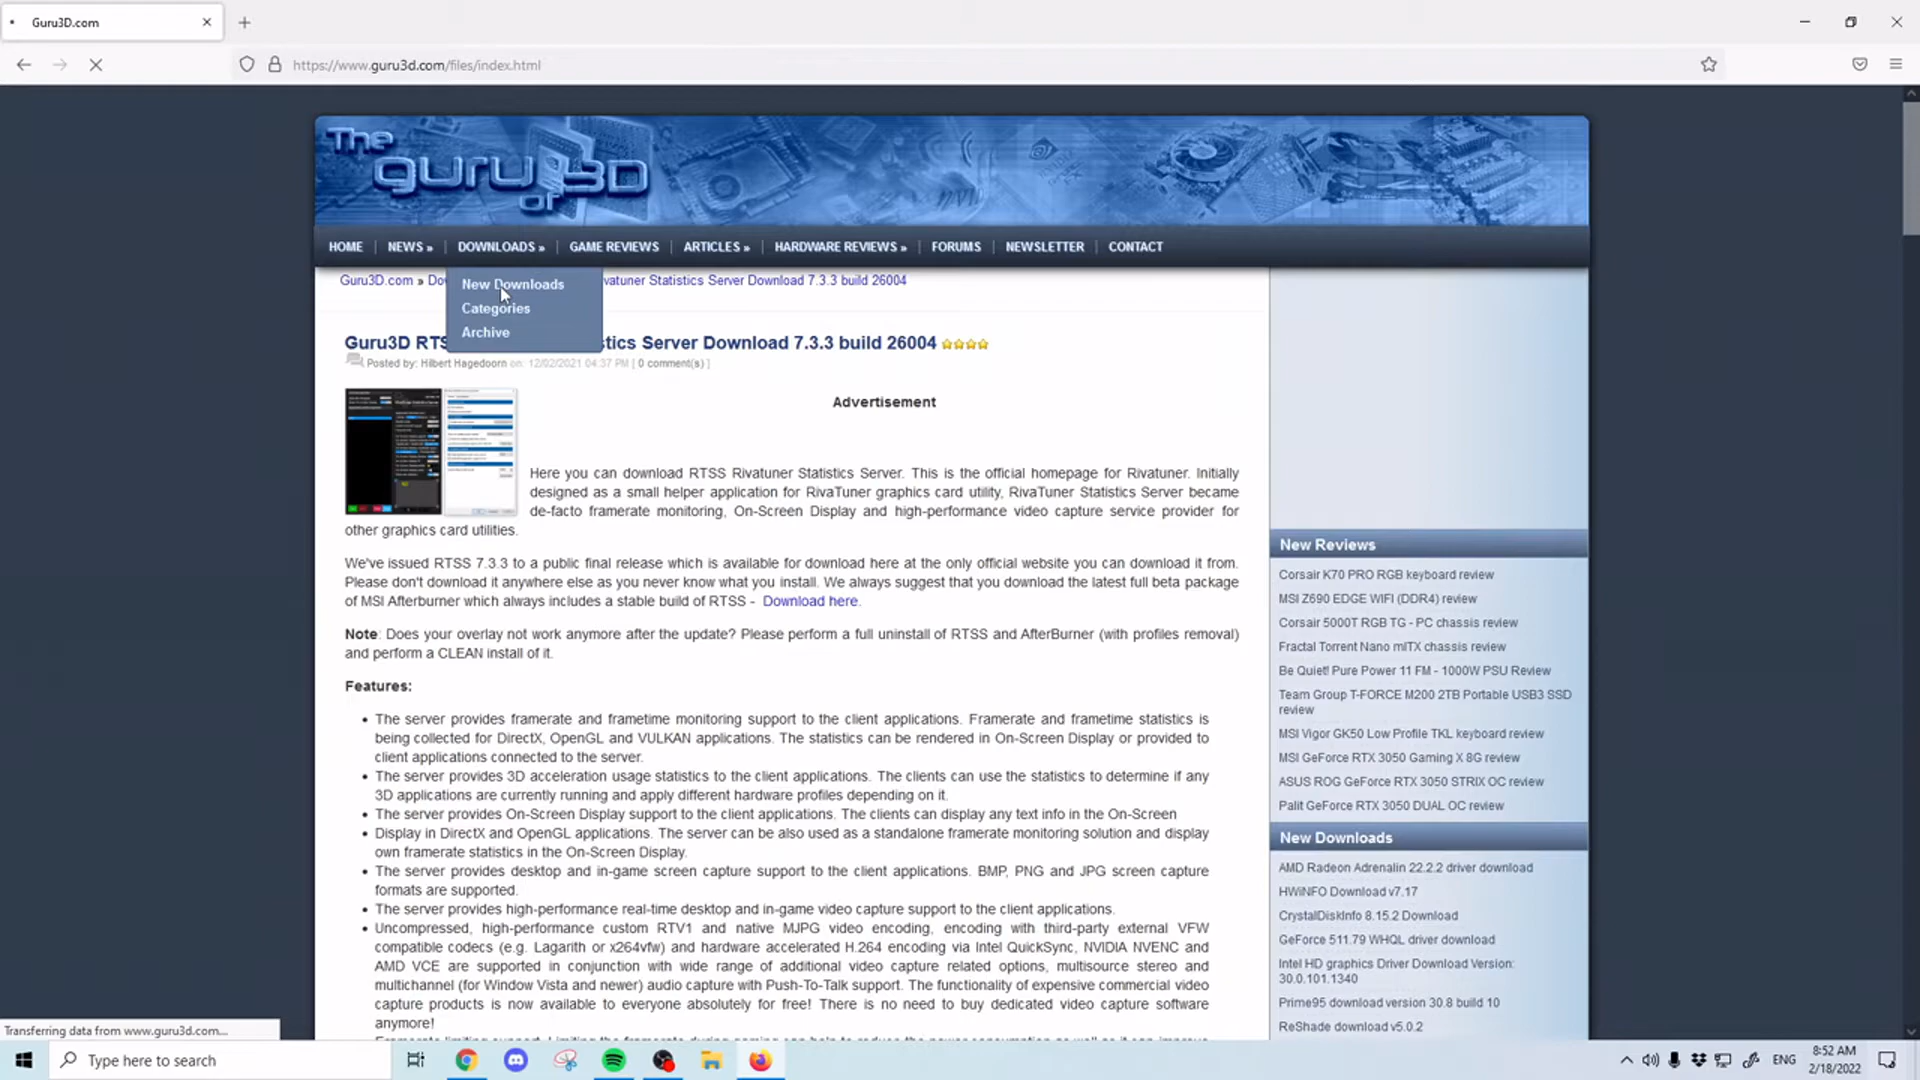 Guru3D.com
https://www.guru3d.com/files/index.html
The
guru
of
3D
HOME
NEWS »
DOWNLOADS »
GAME REVIEWS
ARTICLES »
HARDWARE REVIEWS »
FORUMS
NEWSLETTER
CONTACT
New Downloads
Categories
Archive
Guru3D.com » Do
vatuner Statistics Server Download 7.3.3 build 26004
Guru3D RTS
stics Server Download 7.3.3 build 26004
Posted by: Hilbert Hagedoorn on: 12/02/2021 04:37 PM | 0 comment(s) ]
Advertisement
Here you can download RTSS Rivatuner Statistics Server. This is the official homepage for Rivatuner. Initially
designed as a small helper application for RivaTuner graphics card utility, RivaTuner Statistics Server became
de-facto framerate monitoring, On-Screen Display and high-performance video capture service provider for
other graphics card utilities.
We've issued RTSS 7.3.3 to a public final release which is available for download here at the only official website you can download it from.
Please don't download it anywhere else as you never know what you install. We always suggest that you download the latest full beta package
of MSI Afterburner which always includes a stable build of RTSS - Download here.
Note: Does your overlay not work anymore after the update? Please perform a full uninstall of RTSS and AfterBurner (with profiles removal)
and perform a CLEAN install of it.
Features:
• The server provides framerate and frametime monitoring support to the client applications. Framerate and frametime statistics is
being collected for DirectX, OpenGL and VULKAN applications. The statistics can be rendered in On-Screen Display or provided to
client applications connected to the server.
• The server provides 3D acceleration usage statistics to the client applications. The clients can use the statistics to determine if any
3D applications are currently running and apply different hardware profiles depending on it.
• The server provides On-Screen Display support to the client applications. The clients can display any text info in the On-Screen
• Display in DirectX and OpenGL applications. The server can be also used as a standalone framerate monitoring solution and display
own framerate statistics in the On-Screen Display.
• The server provides desktop and in-game screen capture support to the client applications. BMP, PNG and JPG screen capture
formats are supported.
• The server provides high-performance real-time desktop and in-game video capture support to the client applications.
• Uncompressed, high-performance custom RTV1 and native MJPG video encoding, encoding with third-party external VFW
compatible codecs (e.g. Lagarith or x264vfw) and hardware accelerated H.264 encoding via Intel QuickSync, NVIDIA NVENC and
AMD VCE are supported in conjunction with wide range of additional video capture related options, multisource stereo and
multichannel (for Window Vista and newer) audio capture with Push-To-Talk support. The functionality of expensive commercial video
capture products is now available to everyone absolutely for free! There is no need to buy dedicated video capture software
anymore!
New Reviews
Corsair K70 PRO RGB keyboard review
MSI Z690 EDGE WIFI (DDR4) review
Corsair 5000T RGB TG - PC chassis review
Fractal Torrent Nano mITX chassis review
Be Quiet! Pure Power 11 FM - 1000W PSU Review
Team Group T-FORCE M200 2TB Portable USB3 SSD
review
MSI Vigor GK50 Low Profile TKL keyboard review
MSI GeForce RTX 3050 Gaming X 8G review
ASUS ROG GeForce RTX 3050 STRIX OC review
Palit GeForce RTX 3050 DUAL OC review
New Downloads
AMD Radeon Adrenalin 22.2.2 driver download
HWiNFO Download v7.17
CrystalDiskInfo 8.15.2 Download
GeForce 511.79 WHQL driver download
Intel HD graphics Driver Download Version:
30.0.101.1340
Prime95 download version 30.8 build 10
ReShade download v5.0.2
Transferring data from www.guru3d.com...
Type here to search
ENG
8:52 AM
2/18/2022